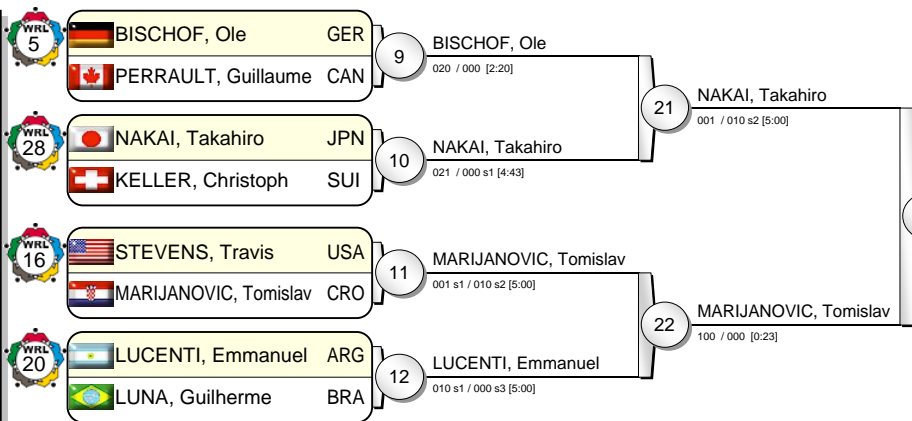 WRL
5
BISCHOF, Ole GER
PERRAULT, Guillaume CAN
9
BISCHOF, Ole
020 / 000 [2:20]
WRL
28
NAKAI, Takahiro JPN
KELLER, Christoph SUI
10
NAKAI, Takahiro
021 / 000 s1 [4:43]
21
NAKAI, Takahiro
001 / 010 s2 [5:00]
WRL
16
STEVENS, Travis USA
MARIJANOVIC, Tomislav CRO
11
MARIJANOVIC, Tomislav
001 s1 / 010 s2 [5:00]
WRL
20
LUCENTI, Emmanuel ARG
LUNA, Guilherme BRA
12
LUCENTI, Emmanuel
010 s1 / 000 s3 [5:00]
22
MARIJANOVIC, Tomislav
100 / 000 [0:23]